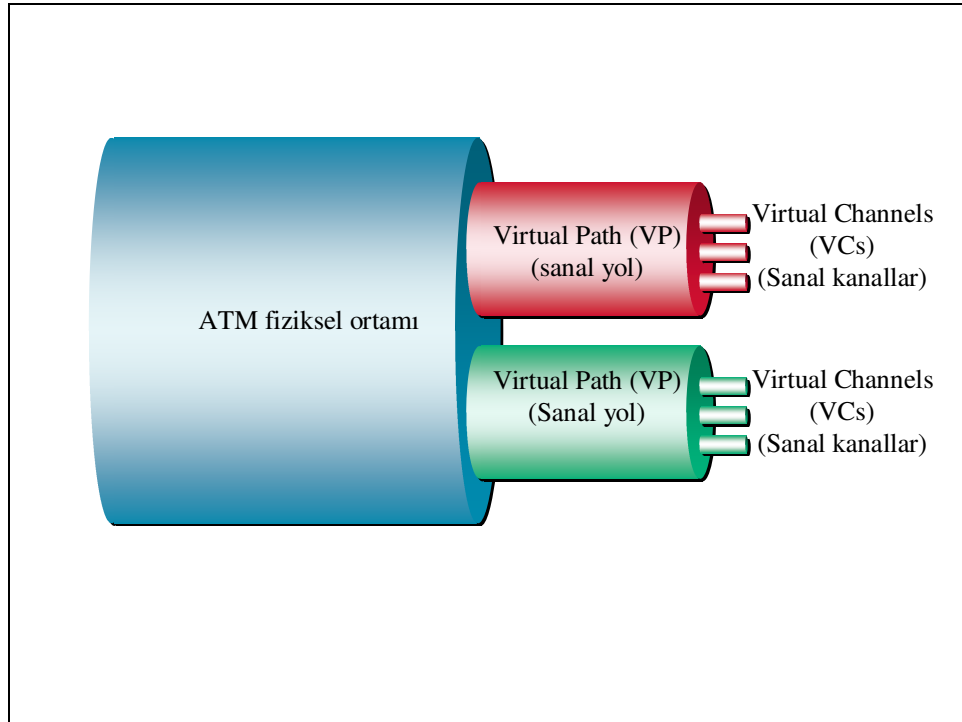 ATM fiziksel ortamı
Virtual Path (VP)
(sanal yol)
Virtual Channels
(VCs)
(Sanal kanallar)
Virtual Path (VP)
(Sanal yol)
Virtual Channels
(VCs)
(Sanal kanallar)